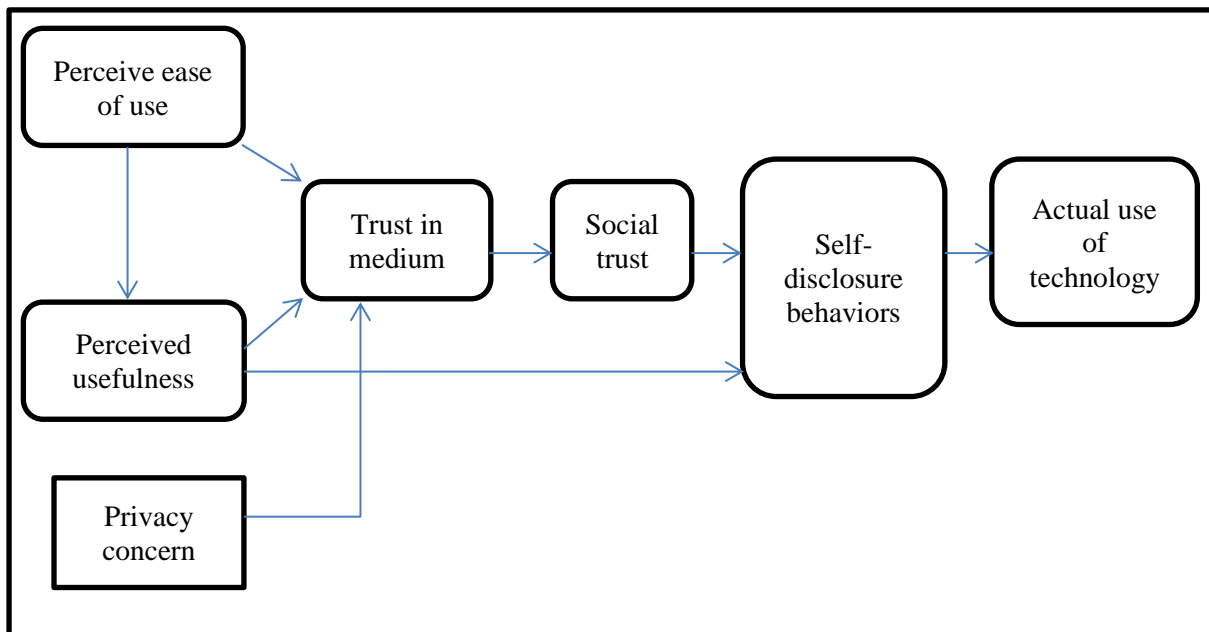 Perceive ease
of use
Trust in
medium
Social
trust
Self-
disclosure
behaviors
Actual use
of
technology
Perceived
usefulness
Privacy
concern